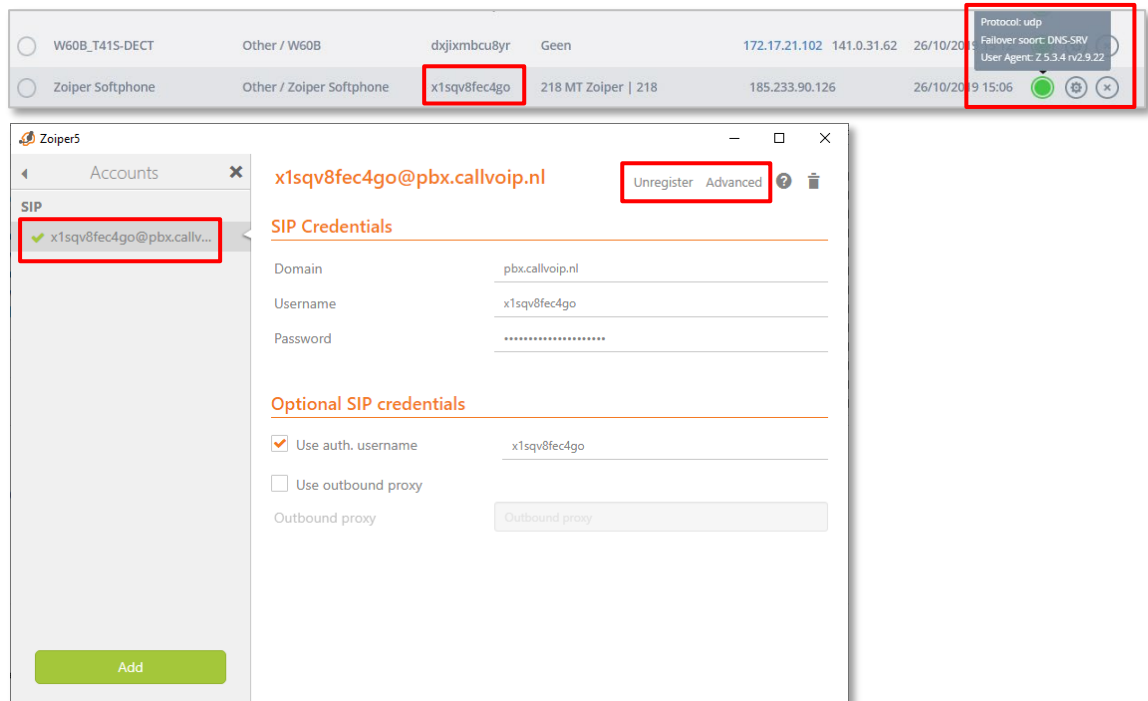 Protocol: udp
Failover soort: DNS-SRV
User Agent: Z 5.3.4 rv2.9.22
W60B_T41S-DECT Other / W60B dxjixmbcu8yr Geen 172.17.21.102 141.0.31.62
Zoiper Softphone Other / Zoiper Softphone x1sqv8fec4go 218 MT Zoiper | 218 185.233.90.126 26/10/2019 15:06
Zoiper5
Accounts
SIP
x1sqv8fec4go@pbx.callv...
Add
x1sqv8fec4go@pbx.callvoip.nl Unregister Advanced
SIP Credentials
Domain pbx.callvoip.nl
Username x1sqv8fec4go
Password •••••••••••••••••••••
Optional SIP credentials
Use auth. username x1sqv8fec4go
Use outbound proxy
Outbound proxy Outbound proxy